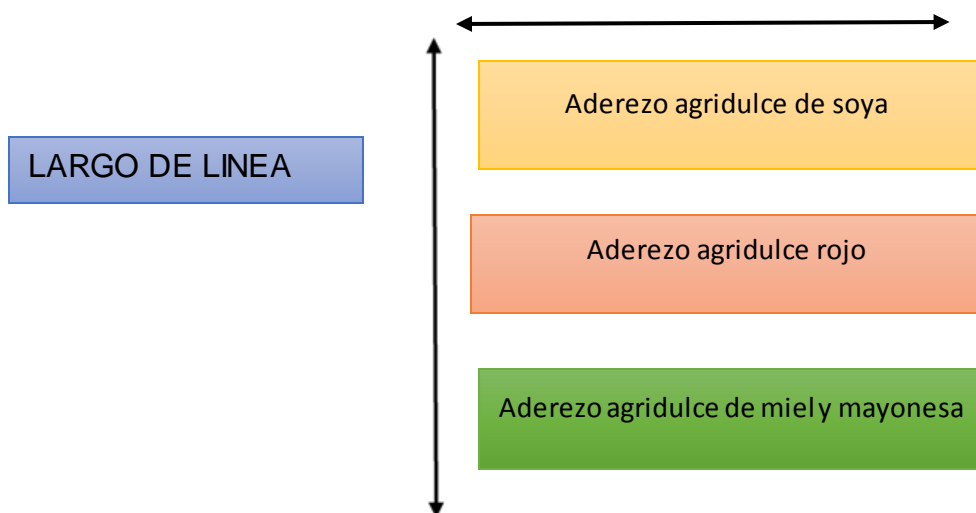 Aderezo agridulce de soya
LARGO DE LINEA
Aderezo agridulce rojo
Aderezo agridulce de miel y mayonesa